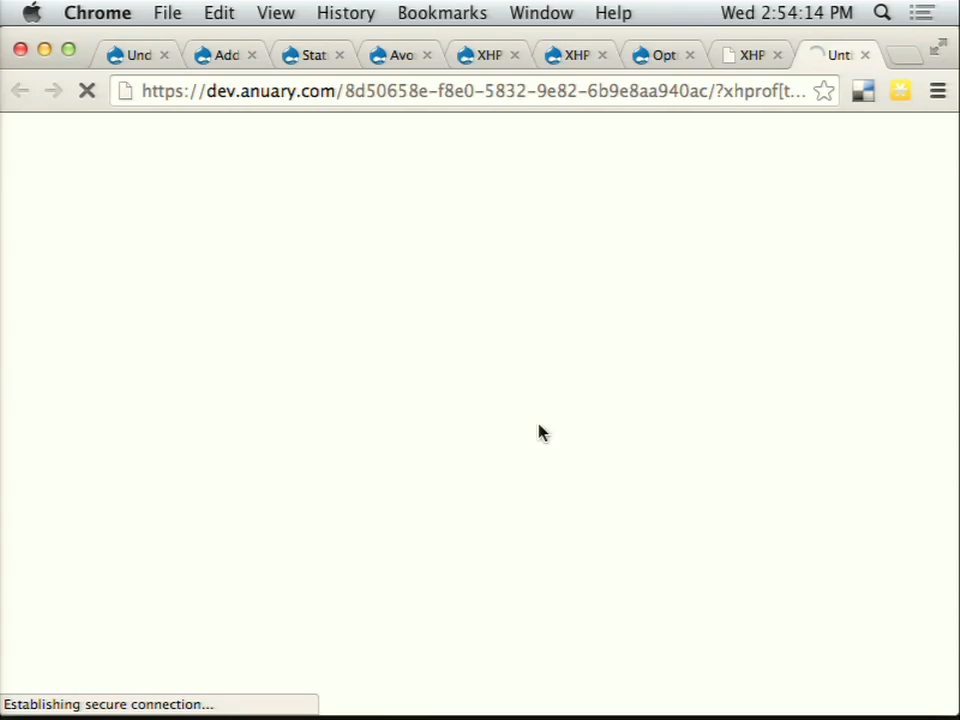 Chrome File Edit View History Bookmarks Window Help Wed 2:54:14 PM
Und Add Stat Avo XHP XHP Opt XHP Unti
https://dev.anuary.com/8d50658e-f8e0-5832-9e82-6b9e8aa940ac/?xhprof[t...
Establishing secure connection...